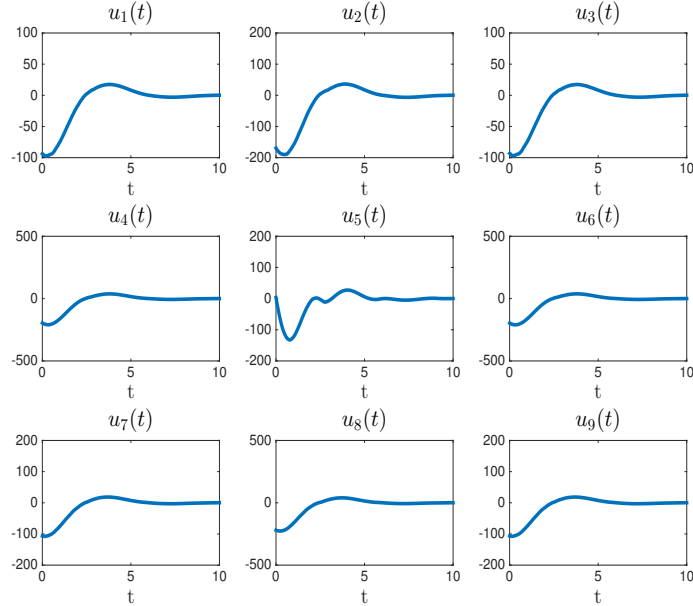 u₁(t) u₂(t) u₃(t)
100 200 100
50 100 50
0 0 0
-50 -100 -50
-100 -200 -100
0 5 10 0 5 10 0 5 10
t t t
u₄(t) u₅(t) u₆(t)
500 200 500
100
0 0 0
-100
-500 -200 -500
0 5 10 0 5 10 0 5 10
t t t
u₇(t) u₈(t) u₉(t)
200 500 200
100 100
0 0 0
-100 -100
-200 -500 -200
0 5 10 0 5 10 0 5 10
t t t